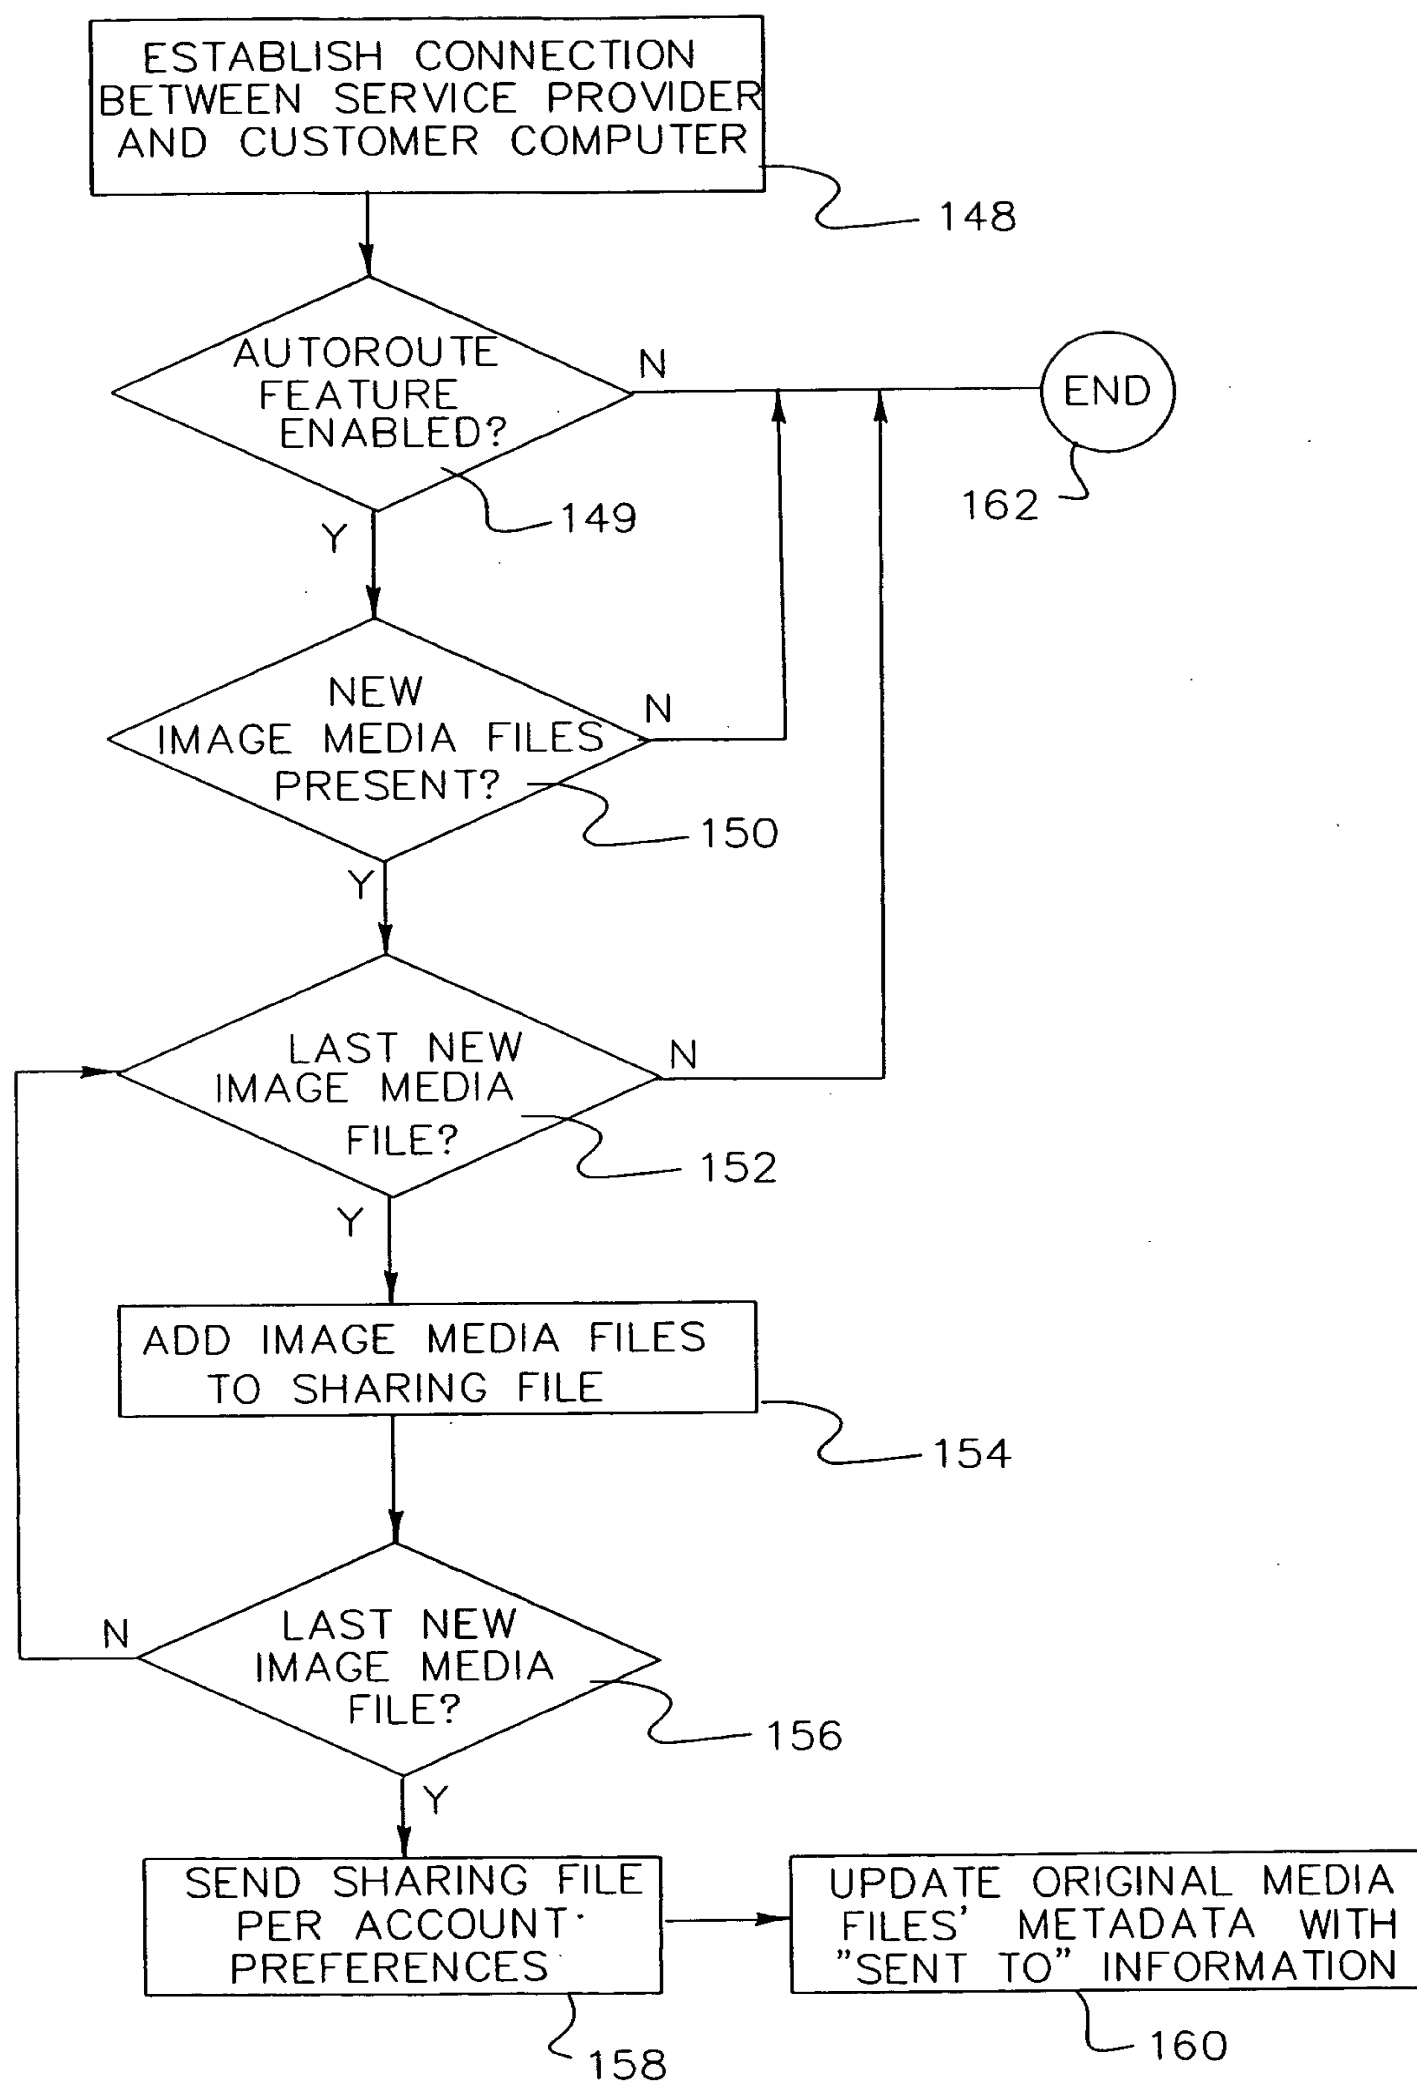 ESTABLISH CONNECTION
BETWEEN SERVICE PROVIDER
AND CUSTOMER COMPUTER
148
AUTOROUTE
FEATURE
ENABLED?
N
END
162
149
Y
NEW
IMAGE MEDIA FILES
PRESENT?
N
150
Y
LAST NEW
IMAGE MEDIA
FILE?
N
152
Y
ADD IMAGE MEDIA FILES
TO SHARING FILE
154
LAST NEW
IMAGE MEDIA
FILE?
N
156
Y
SEND SHARING FILE
PER ACCOUNT
PREFERENCES
158
UPDATE ORIGINAL MEDIA
FILES' METADATA WITH
"SENT TO" INFORMATION
160